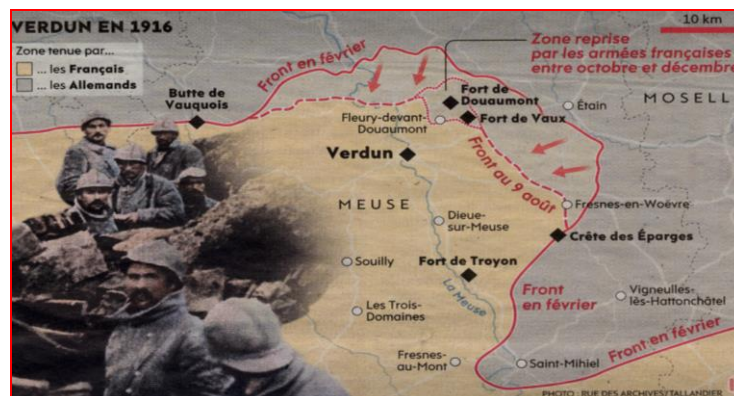 VERDUN EN 1916
Zone tenue par...
... les Français
... les Allemands
10 km
Zone reprise
par les armées françaises
entre octobre et décembre
Front en février
Butte de
Vauquois
Fort de
Douaumont
Étain
MOSELL
Fleury-devant-
Douaumont
Fort de Vaux
Verdun
Front au 9 août
MEUSE
Fresnes-en-Woëvre
Dieue-
sur-Meuse
Crête des Éparges
Souilly
Fort de Troyon
La Meuse
Front
en février
Vigneulles-
lès-Hattonchâtel
Les Trois-
Domaines
Front en février
Fresnes-
au-Mont
Saint-Mihiel
PHOTO : RUE DES ARCHIVES/TALLANDIER